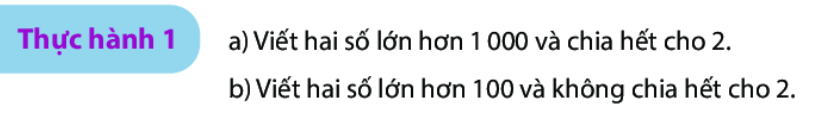 Thực hành 1
a) Viết hai số lớn hơn 1 000 và chia hết cho 2.
b) Viết hai số lớn hơn 100 và không chia hết cho 2.